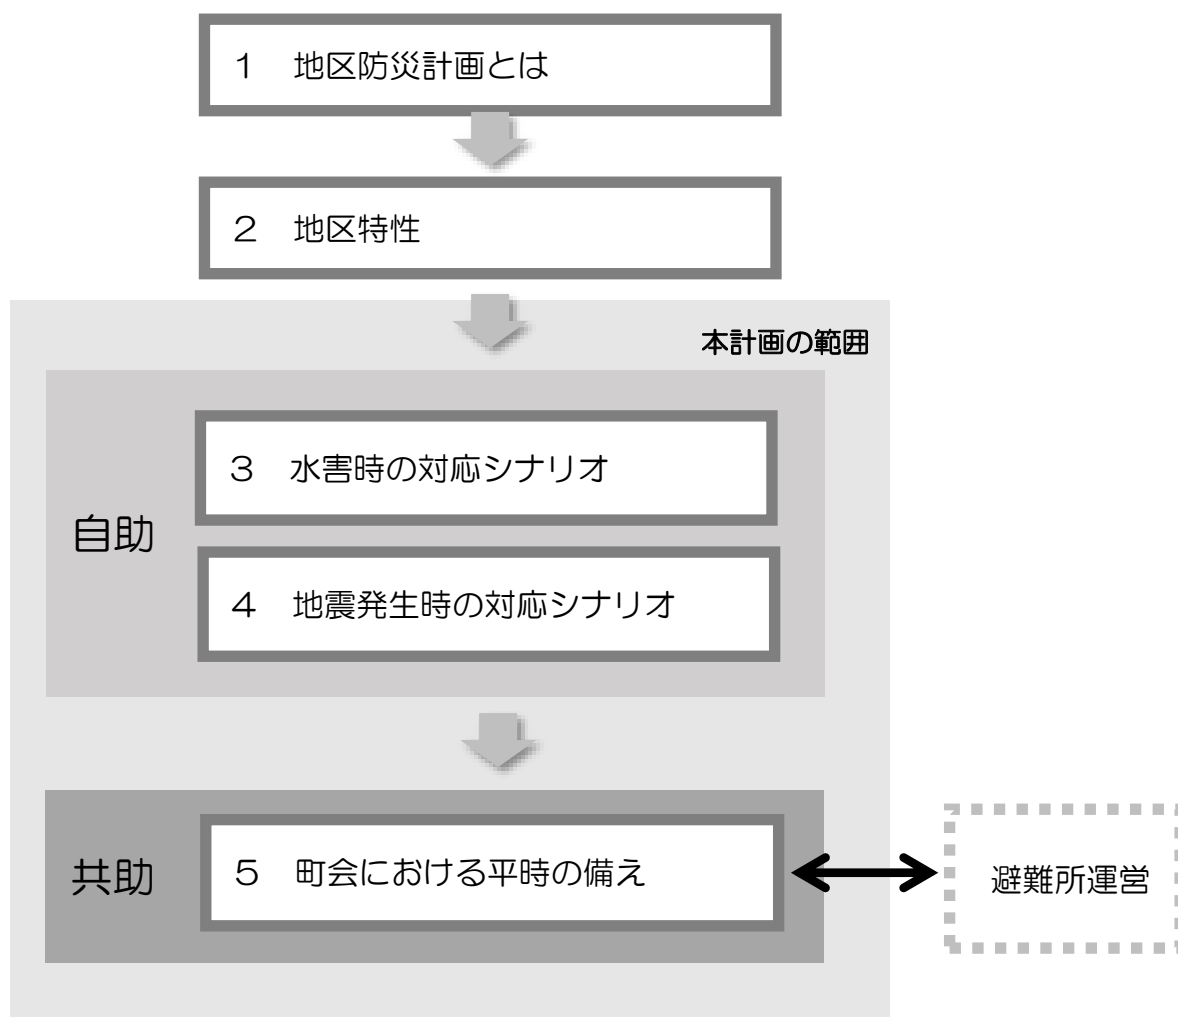 １　地区防災計画とは
２　地区特性
本計画の範囲
自助
３　水害時の対応シナリオ
４　地震発生時の対応シナリオ
共助
５　町会における平時の備え
避難所運営